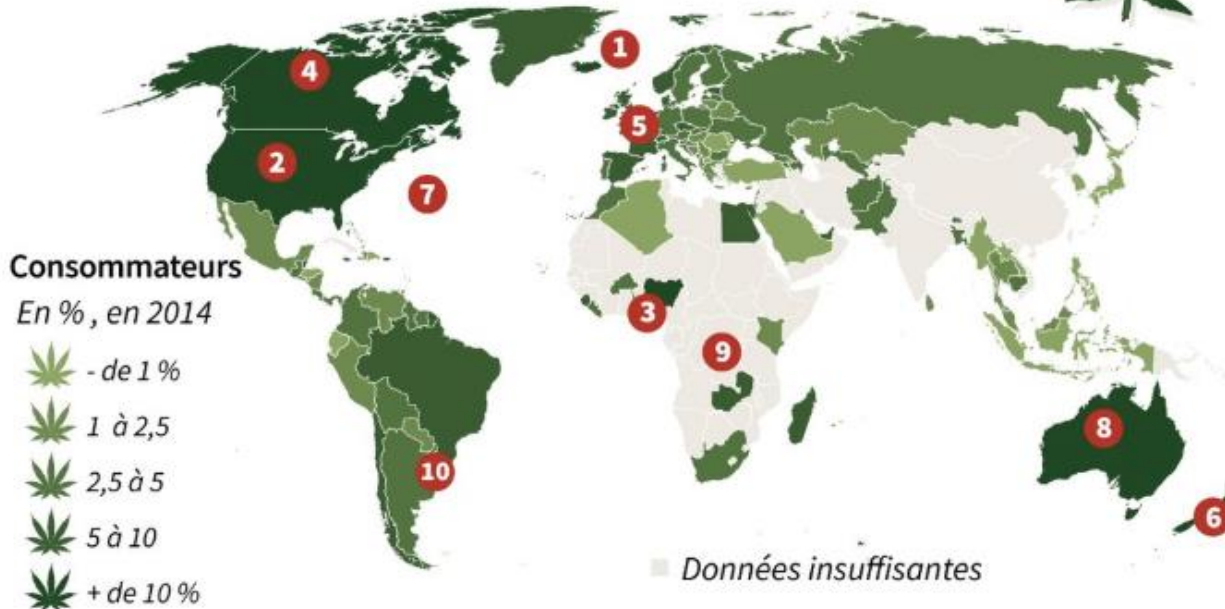 1
4
5
2
7
Consommateurs
En % , en 2014
- de 1 %
1 à 2,5
2,5 à 5
5 à 10
+ de 10 %
3
9
8
10
6
Données insuffisantes